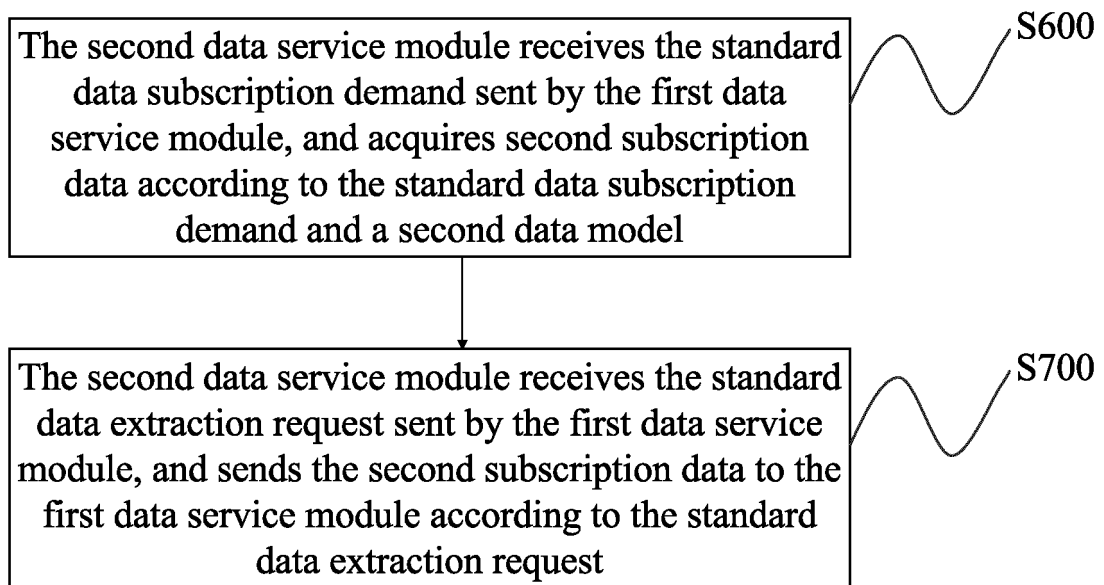 The second data service module receives the standard
data subscription demand sent by the first data
service module, and acquires second subscription
data according to the standard data subscription
demand and a second data model
S600
The second data service module receives the standard
data extraction request sent by the first data service
module, and sends the second subscription data to the
first data service module according to the standard
data extraction request
S700